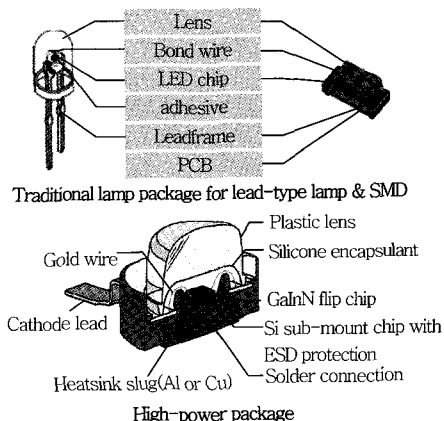 Lens
Bond wire
LED chip
adhesive
Leadframe
PCB
Traditional lamp package for lead-type lamp & SMD
Plastic lens
Silicone encapsulant
Gold wire
GaInN flip chip
Cathode lead
Si sub-mount chip with
ESD protection
Heatsink slug(Al or Cu)
Solder connection
High-power package